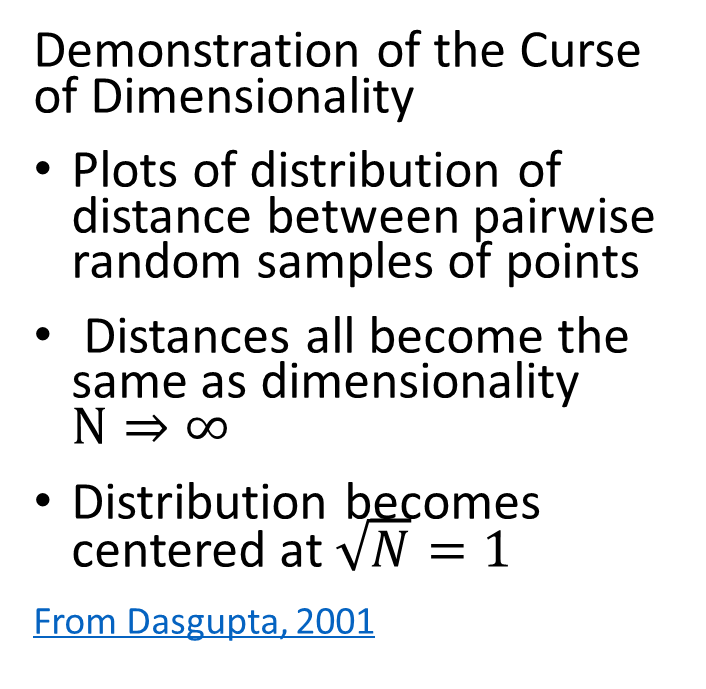 Demonstration of the Curse
of Dimensionality
• Plots of distribution of
distance between pairwise
random samples of points
• Distances all become the
same as dimensionality
N ⇒ ∞
• Distribution becomes
centered at √N = 1
From Dasgupta, 2001